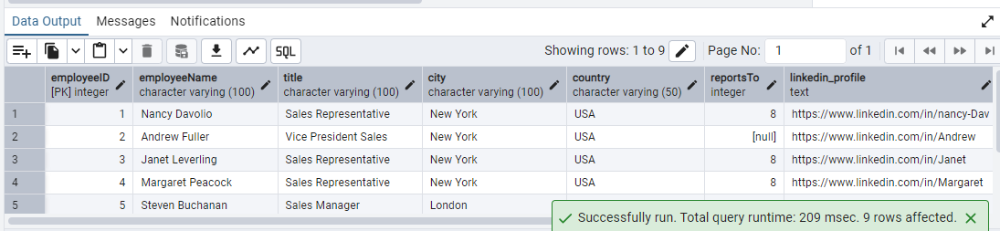 Data Output Messages Notifications
SQL Showing rows: 1 to 9 Page No: 1 of 1
employeeID employeeName title city country reportsTo linkedin_profile
[PK] integer character varying (100) character varying (100) character varying (100) character varying (50) integer text
1 1 Nancy Davolio Sales Representative New York USA 8 https://www.linkedin.com/in/nancy-Dav
2 2 Andrew Fuller Vice President Sales New York USA [null] https://www.linkedin.com/in/Andrew
3 3 Janet Leverling Sales Representative New York USA 8 https://www.linkedin.com/in/Janet
4 4 Margaret Peacock Sales Representative New York USA 8 https://www.linkedin.com/in/Margaret
5 5 Steven Buchanan Sales Manager London
Successfully run. Total query runtime: 209 msec. 9 rows affected.